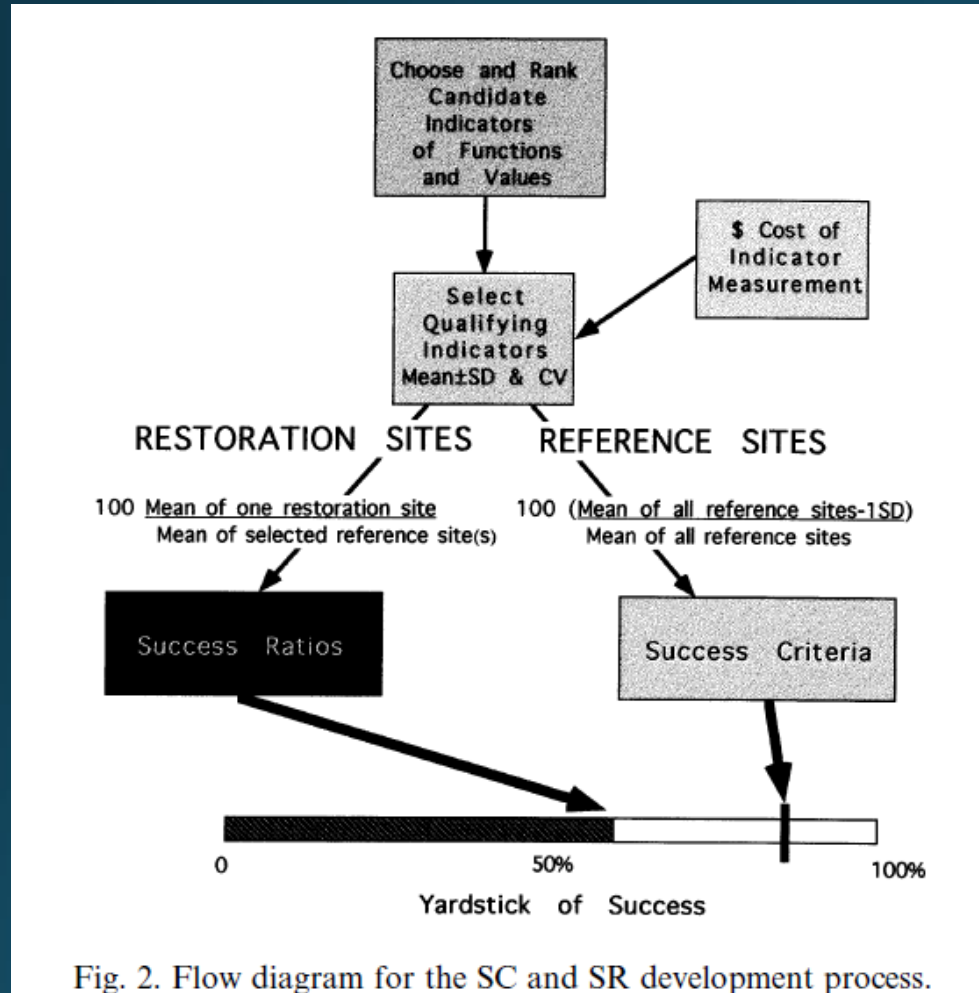 Choose and Rank
Candidate
Indicators
of Functions
and Values
$ Cost of
Indicator
Measurement
Select
Qualifying
Indicators
Mean±SD & CV
RESTORATION SITES
REFERENCE SITES
100 Mean of one restoration site
Mean of selected reference site(s)
100 (Mean of all reference sites-1SD)
Mean of all reference sites
Success Ratios
Success Criteria
0
50%
100%
Yardstick of Success
Fig. 2. Flow diagram for the SC and SR development process.